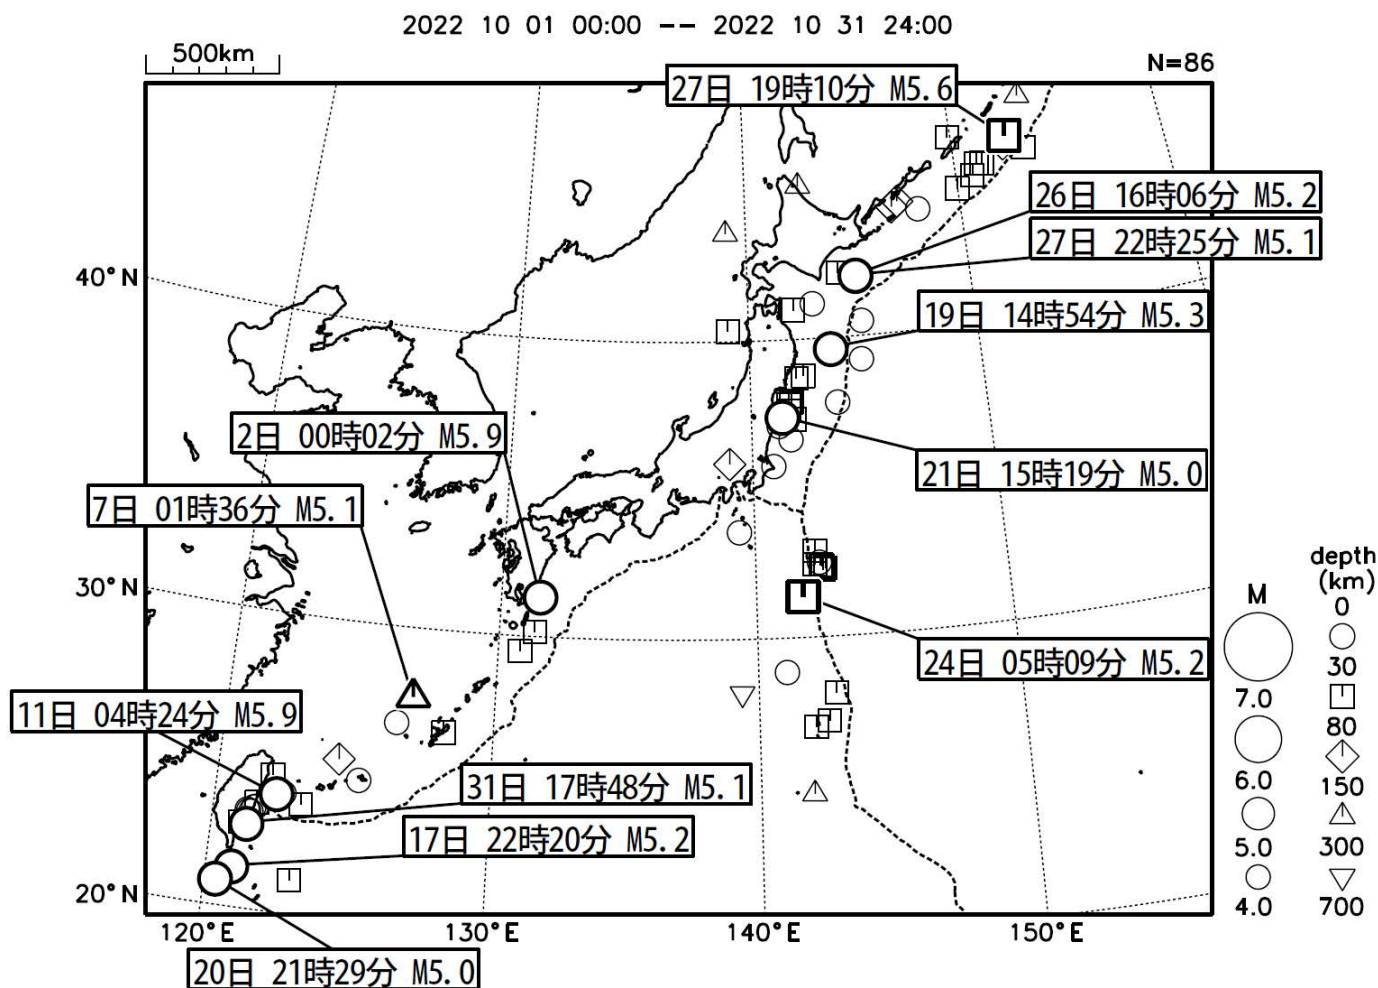 2022 10 01 00:00 -- 2022 10 31 24:00
500km
N=86
27日 19時10分 M5.6
26日 16時06分 M5.2
27日 22時25分 M5.1
40°N
19日 14時54分 M5.3
2日 00時02分 M5.9
21日 15時19分 M5.0
7日 01時36分 M5.1
30°N
24日 05時09分 M5.2
11日 04時24分 M5.9
31日 17時48分 M5.1
17日 22時20分 M5.2
20°N
120°E
130°E
140°E
150°E
20日 21時29分 M5.0
M
7.0
6.0
5.0
4.0
depth
(km)
0
30
80
150
300
700